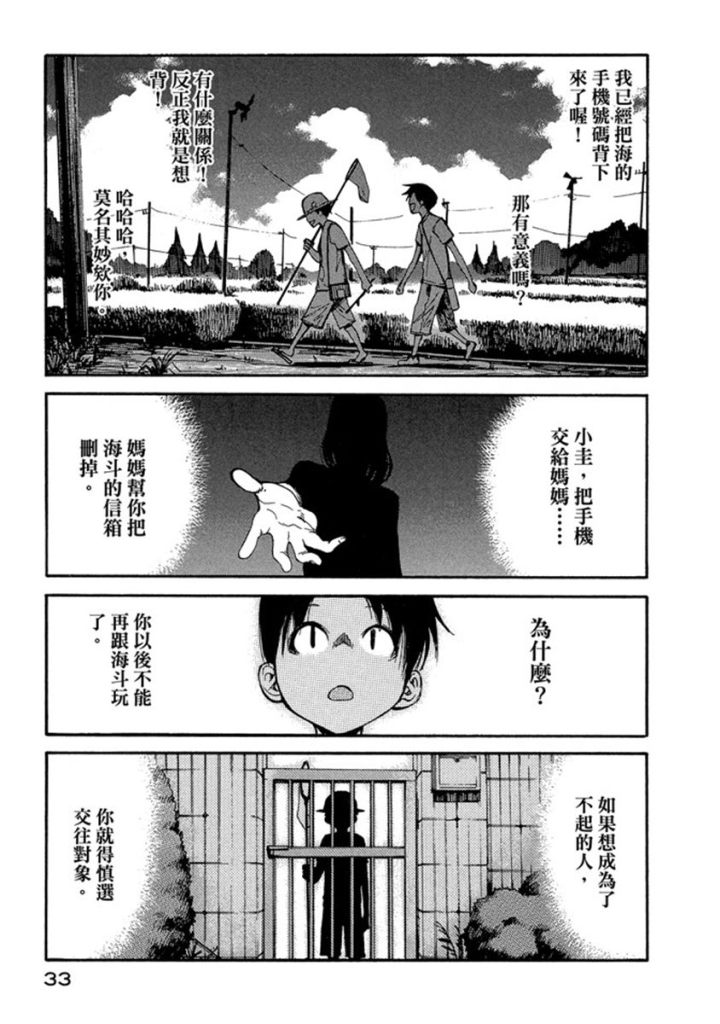 我已經把海的
手機號碼背下
來了喔！
那有意義嗎？
有什麼關係！
反正我就是想
背！
哈哈哈，
莫名其妙欸你。
小圭，把手機
交給媽媽……
媽媽幫你把
海斗的信箱
刪掉。
為什麼？
你以後不能
再跟海斗玩
了。
如果想成為了
不起的人，
你就得慎選
交往對象。
33